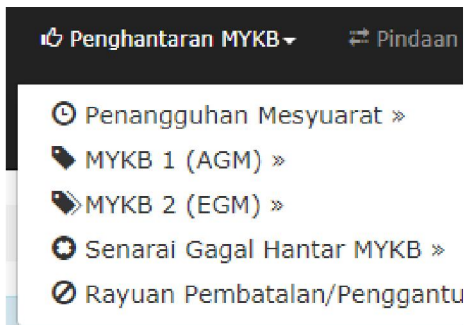 Penghantaran MYKB Pindaan
Penangguhan Mesyuarat »
MYKB 1 (AGM) »
MYKB 2 (EGM) »
Senarai Gagal Hantar MYKB »
Rayuan Pembatalan/Penggantu